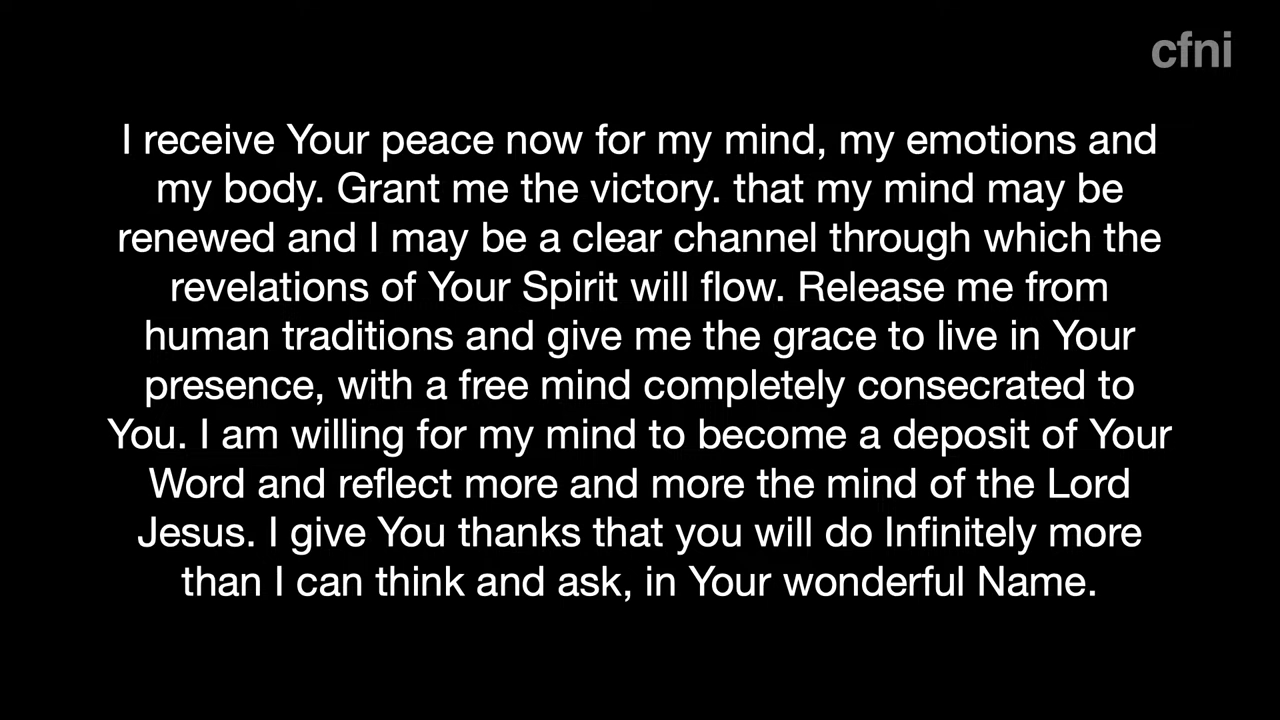 cfni
I receive Your peace now for my mind, my emotions and
my body. Grant me the victory. that my mind may be
renewed and I may be a clear channel through which the
revelations of Your Spirit will flow. Release me from
human traditions and give me the grace to live in Your
presence, with a free mind completely consecrated to
You. I am willing for my mind to become a deposit of Your
Word and reflect more and more the mind of the Lord
Jesus. I give You thanks that you will do Infinitely more
than I can think and ask, in Your wonderful Name.